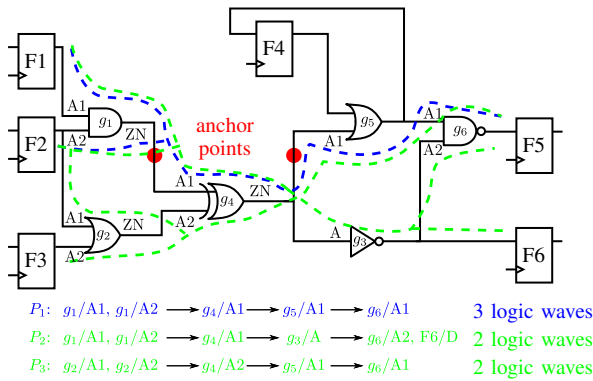 F1
F4
A1
g₁
ZN
anchor
points
g₅
A1
A1
g₆
F2
A2
A2
F5
A1
ZN
g₄
A2
A1
ZN
g₂
A2
F3
A
g₃
F6
P₁: g₁/A1, g₁/A2 → g₄/A1 → g₅/A1 → g₆/A1 3 logic waves
P₂: g₁/A1, g₁/A2 → g₄/A1 → g₃/A → g₆/A2, F6/D 2 logic waves
P₃: g₂/A1, g₂/A2 → g₄/A2 → g₅/A1 → g₆/A1 2 logic waves